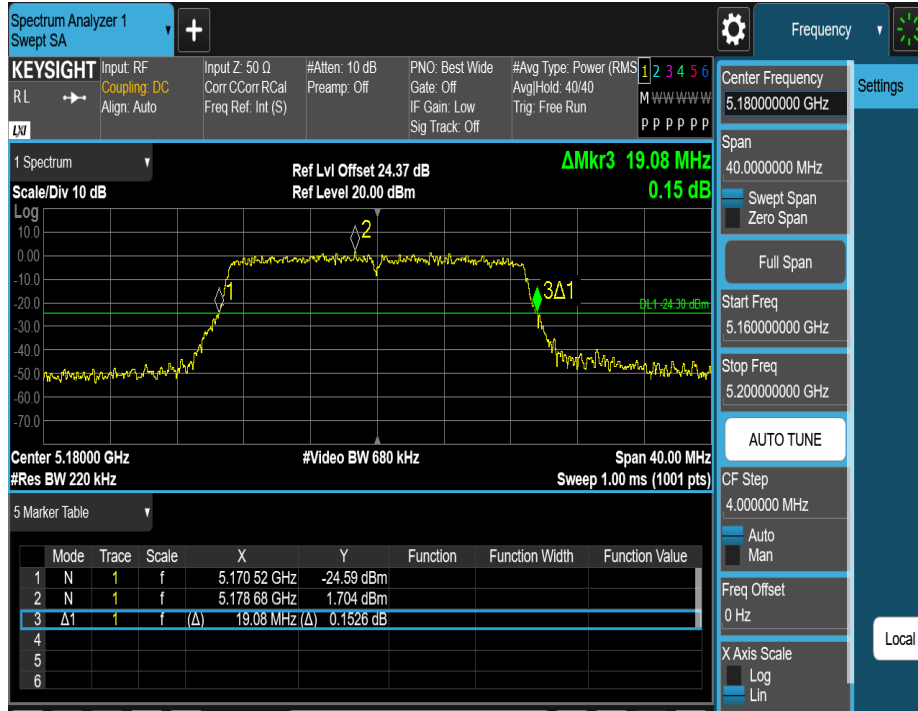 Spectrum Analyzer 1
Swept SA
+
Frequency
KEYSIGHT
RL
LXI
Input: RF
Coupling: DC
Align: Auto
Input Z: 50 Ω
Corr CCorr RCal
Freq Ref: Int (S)
#Atten: 10 dB
Preamp: Off
PNO: Best Wide
Gate: Off
IF Gain: Low
Sig Track: Off
#Avg Type: Power (RMS
Avg|Hold: 40/40
Trig: Free Run
1 2 3 4 5 6
M W W W W W
P P P P P P
1 Spectrum
Scale/Div 10 dB
Ref Lvl Offset 24.37 dB
Ref Level 20.00 dBm
ΔMkr3 19.08 MHz
0.15 dB
Log
10.0
0.00
-10.0
-20.0
-30.0
-40.0
-50.0
-60.0
-70.0
1
2
3Δ1
DL1 -24.30 dBm
Center 5.18000 GHz
#Video BW 680 kHz
Span 40.00 MHz
#Res BW 220 kHz
Sweep 1.00 ms (1001 pts)
5 Marker Table
Mode Trace Scale X Y Function Function Width Function Value
1 N 1 f 5.170 52 GHz -24.59 dBm
2 N 1 f 5.178 68 GHz 1.704 dBm
3 Δ1 1 f (Δ) 19.08 MHz (Δ) 0.1526 dB
4
5
6
Center Frequency
5.180000000 GHz
Settings
Span
40.0000000 MHz
Swept Span
Zero Span
Full Span
Start Freq
5.160000000 GHz
Stop Freq
5.200000000 GHz
AUTO TUNE
CF Step
4.000000 MHz
Auto
Man
Freq Offset
0 Hz
X Axis Scale
Log
Lin
Local